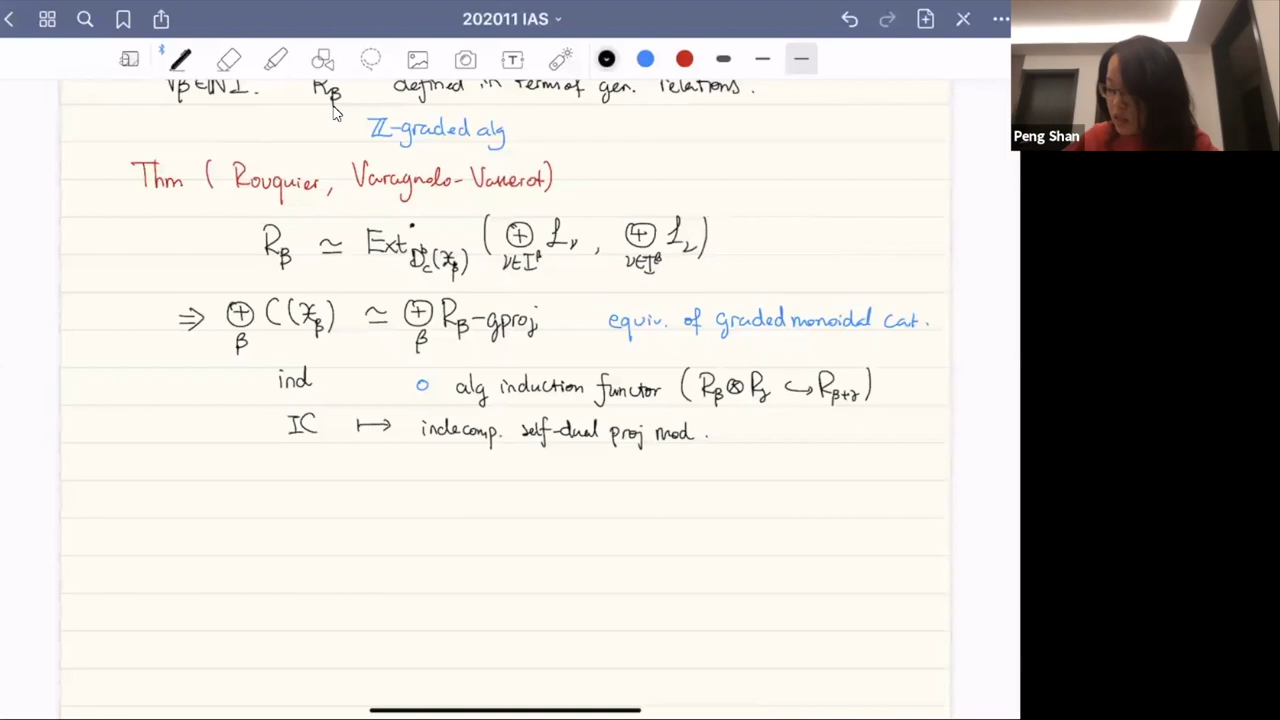 202011 IAS
∀β∈ℕI. R_β defined in terms of gen. relations.
ℤ-graded alg
Thm ( Rouquier, Varagnolo-Vasserot)
R_β ≃ Ext^•_{D^b_c(𝔛_β)} ( ⊕_{ν∈I^β} 𝓛_ν , ⊕_{ν∈I^β} 𝓛_ν )
⇒ ⊕_β C(𝔛_β) ≃ ⊕_β R_β-gproj equiv. of graded monoidal cat.
ind o alg induction functor ( R_β ⊗ R_γ ↪ R_{β+γ} )
IC ↦ indecomp. self-dual proj mod.
Peng Shan